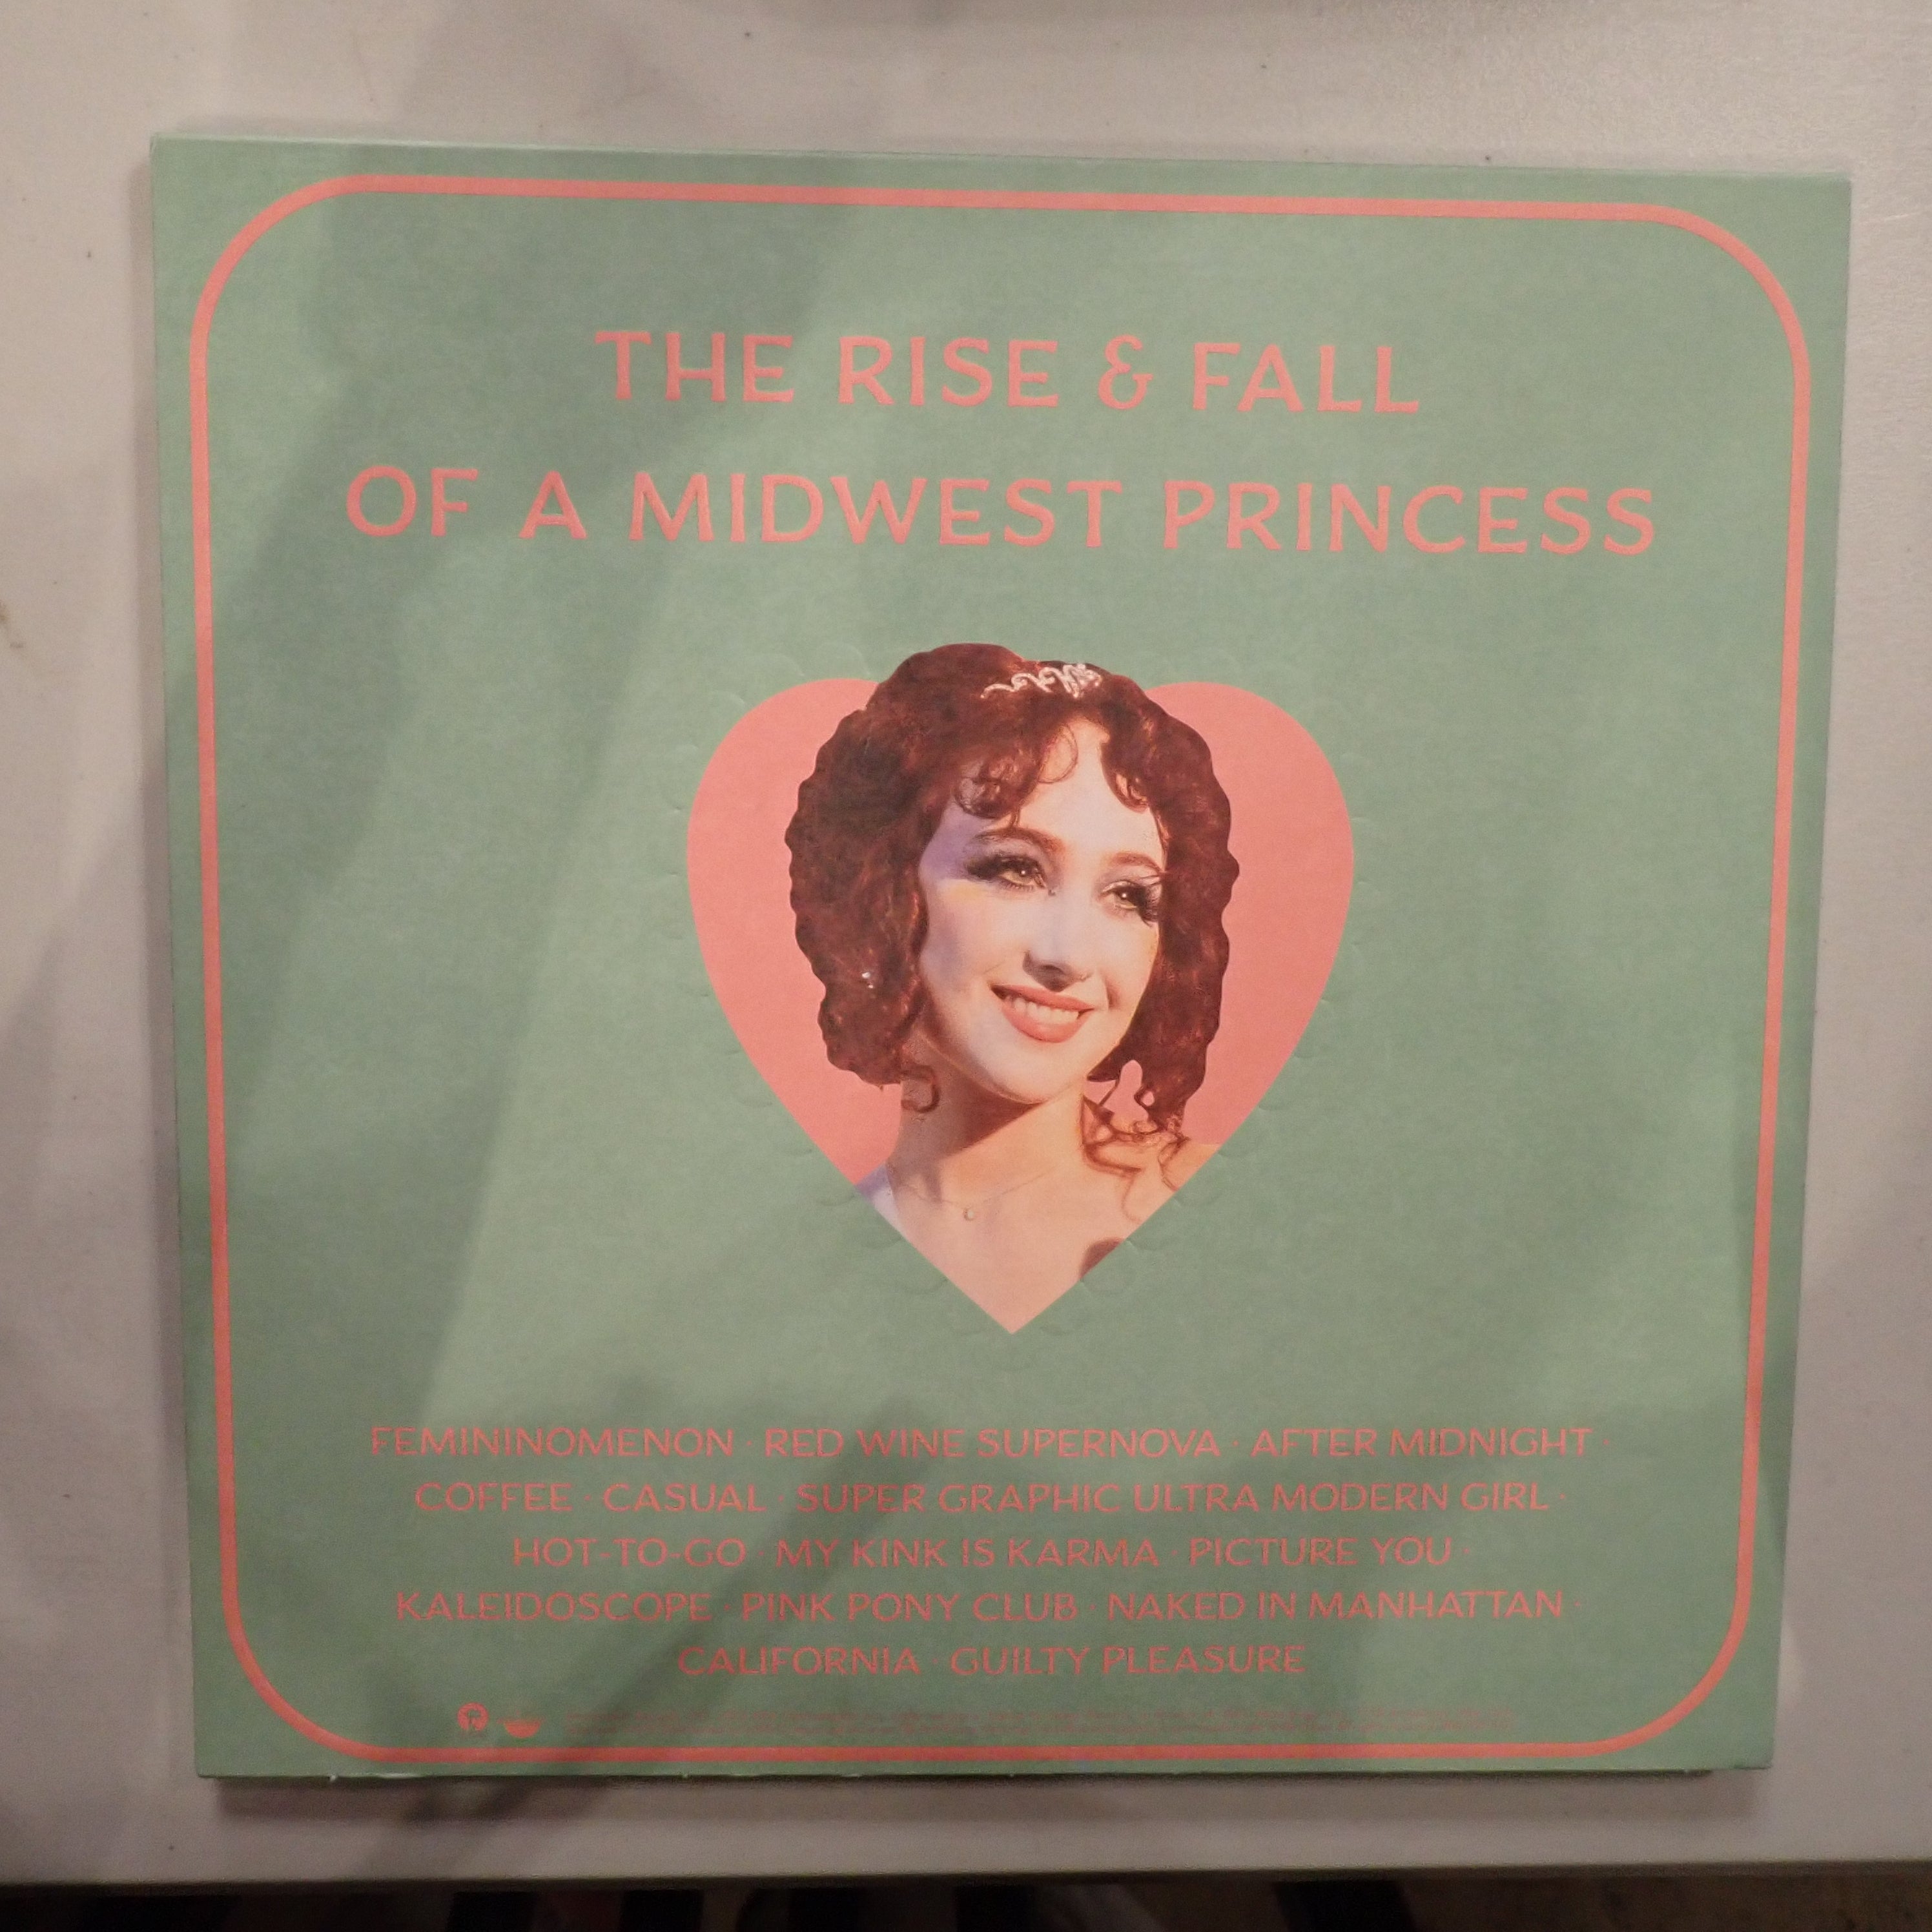 THE RISE & FALL
OF A MIDWEST PRINCESS
FEMININOMENON · RED WINE SUPERNOVA · AFTER MIDNIGHT ·
COFFEE · CASUAL · SUPER GRAPHIC ULTRA MODERN GIRL ·
HOT-TO-GO · MY KINK IS KARMA · PICTURE YOU ·
KALEIDOSCOPE · PINK PONY CLUB · NAKED IN MANHATTAN ·
CALIFORNIA · GUILTY PLEASURE